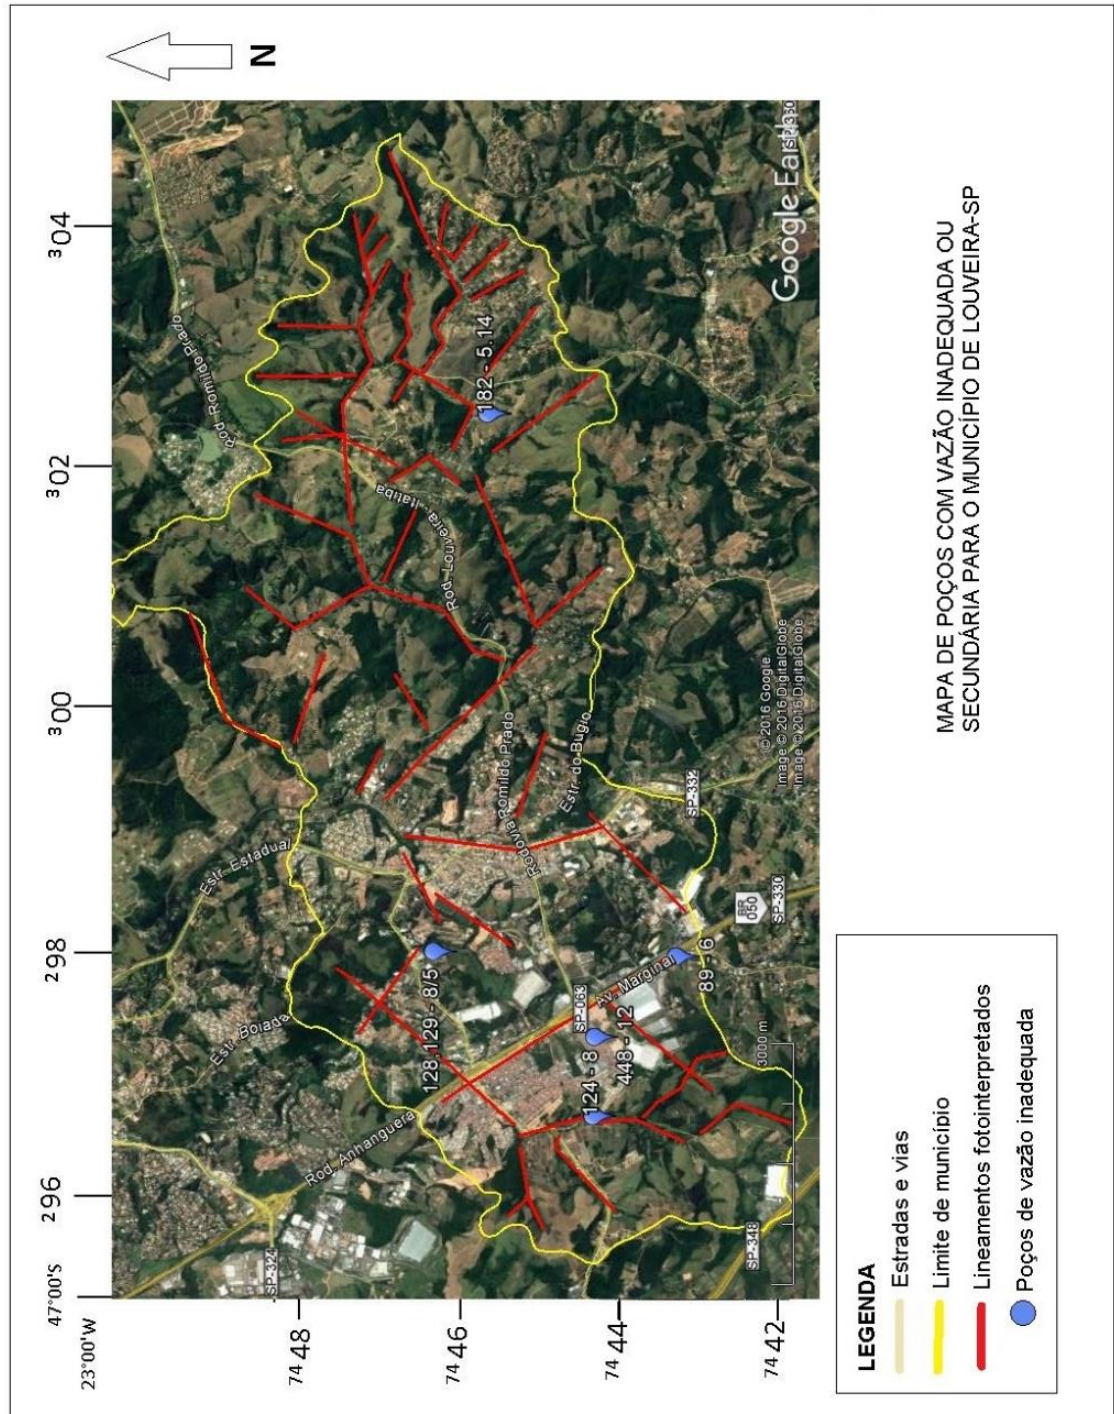 N
³04
³02
³00
298
296
47°00'S
23°00'W
74 48
74 46
74 44
74 42
Rod. Romildo Prado
Rod. Louveira. Itatiba
Estr. Estadual
Estr. Boiada
Rod. Anhanguera
SP-324
Rodovia Romildo Prado
Estr. do Bugio
Av. Marginal
SP-063
SP-332
BR
050
SP-330
SP-348
SP-360
182 - 5.14
128,129 - 8/5
124 - 8
448 - 12
89 - 6
3000 m
© 2016 Google
Image © 2016 DigitalGlobe
Image © 2016 DigitalGlobe
Google Earth
MAPA DE POÇOS COM VAZÃO INADEQUADA OU
SECUNDÁRIA PARA O MUNICÍPIO DE LOUVEIRA-SP
LEGENDA
Estradas e vias
Limite de município
Lineamentos fotointerpretados
Poços de vazão inadequada